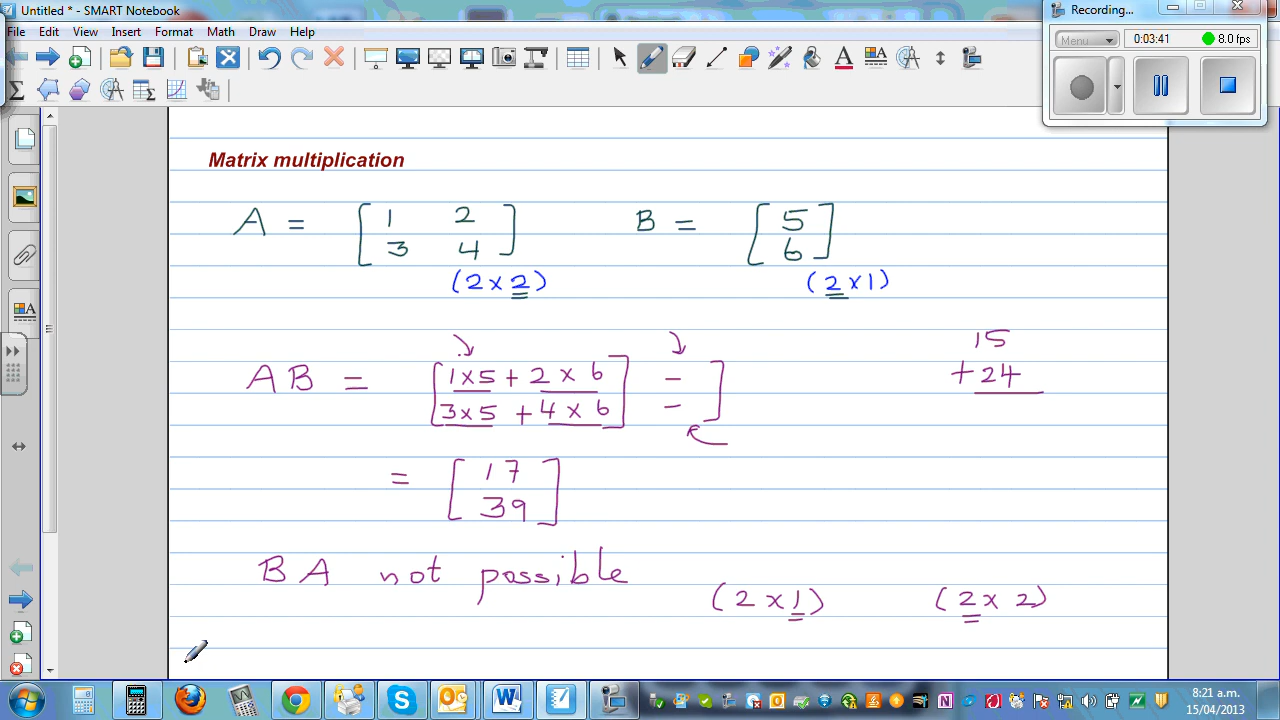 Untitled * - SMART Notebook
Recording...
File Edit View Insert Format Math Draw Help
Menu 0:03:41 8.0 fps
Matrix multiplication
A = [ 1 2 ] B = [ 5 ]
[ 3 4 ] [ 6 ]
(2 x 2) (2 x 1)
AB = [ 1x5 + 2 x 6 ] - ] 15
[ 3x5 + 4 x 6 ] - ] +24
= [ 17 ]
[ 39 ]
BA not possible
(2 x 1) (2 x 2)
8:21 a.m.
15/04/2013